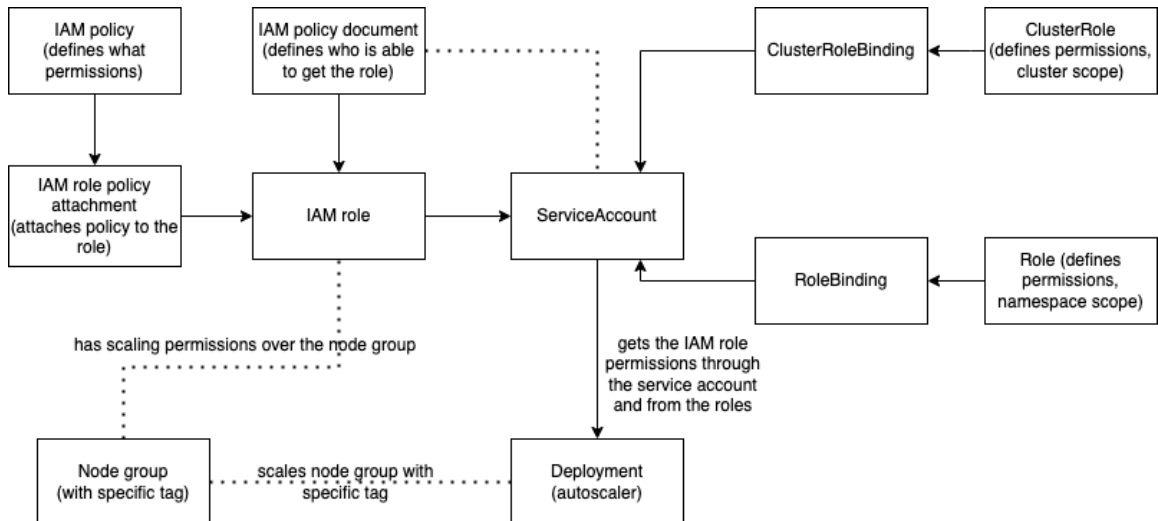 IAM policy
(defines what
permissions)
IAM policy document
(defines who is able
to get the role)
ClusterRoleBinding
ClusterRole
(defines permissions,
cluster scope)
IAM role policy
attachment
(attaches policy to the
role)
IAM role
ServiceAccount
RoleBinding
Role (defines
permissions,
namespace scope)
has scaling permissions over the node group
gets the IAM role
permissions through
the service account
and from the roles
Node group
(with specific tag)
scales node group with
specific tag
Deployment
(autoscaler)